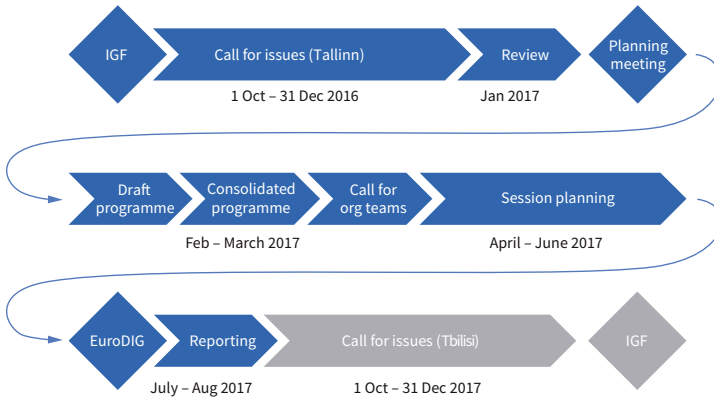 IGF
Call for issues (Tallinn)
Review
Planning
meeting
1 Oct – 31 Dec 2016
Jan 2017
Draft
programme
Consolidated
programme
Call for
org teams
Session planning
Feb – March 2017
April – June 2017
EuroDIG
Reporting
Call for issues (Tbilisi)
IGF
July – Aug 2017
1 Oct – 31 Dec 2017